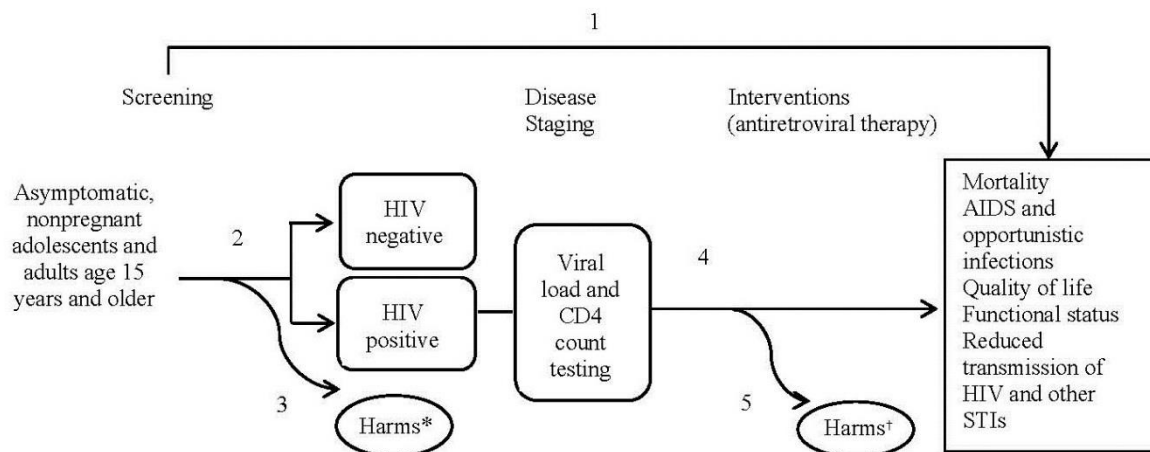 1
Screening
Disease
Staging
Interventions
(antiretroviral therapy)
Asymptomatic,
nonpregnant
adolescents and
adults age 15
years and older
2
HIV
negative
HIV
positive
3
Harms*
Viral
load and
CD4
count
testing
4
5
Harms†
Mortality
AIDS and
opportunistic
infections
Quality of life
Functional status
Reduced
transmission of
HIV and other
STIs